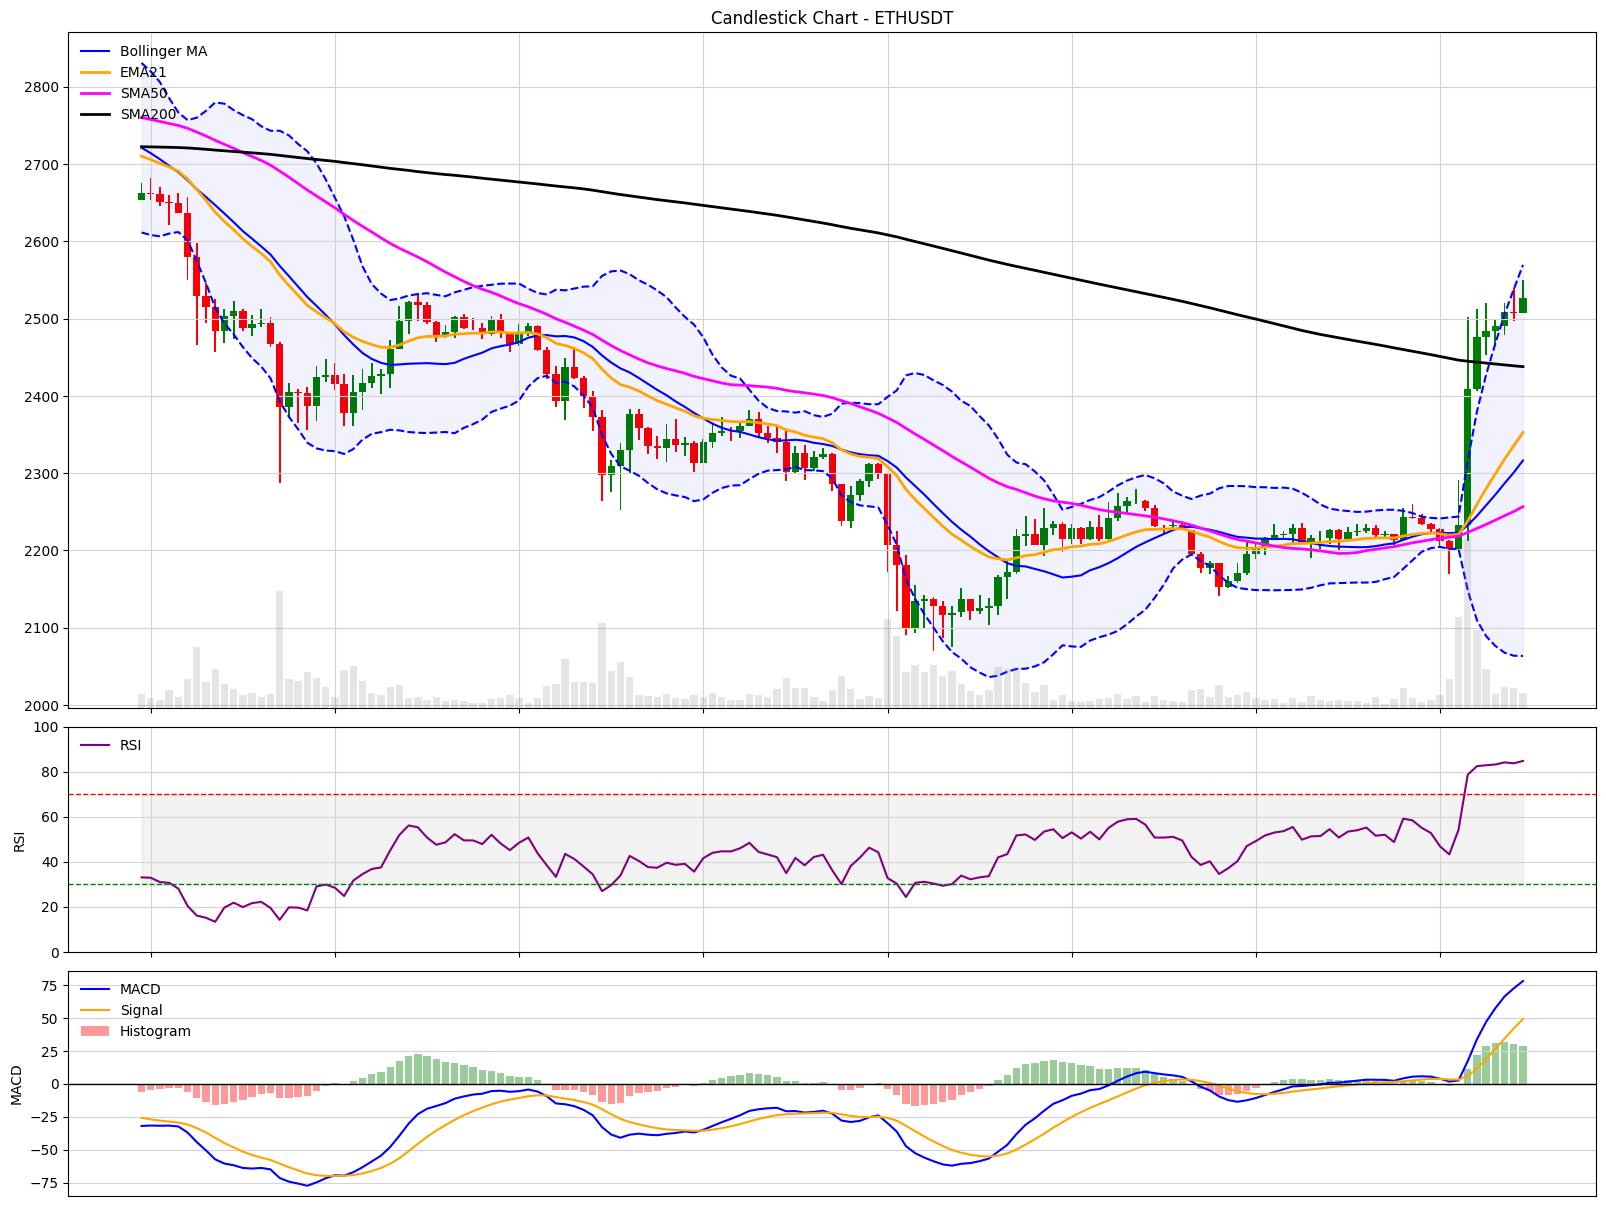 Candlestick Chart - ETHUSDT
Bollinger MA
EMA21
SMA50
SMA200
2800
2700
2600
2500
2400
2300
2200
2100
2000
RSI
100
80
60
40
20
0
RSI
MACD
Signal
Histogram
75
50
25
0
−25
−50
−75
MACD